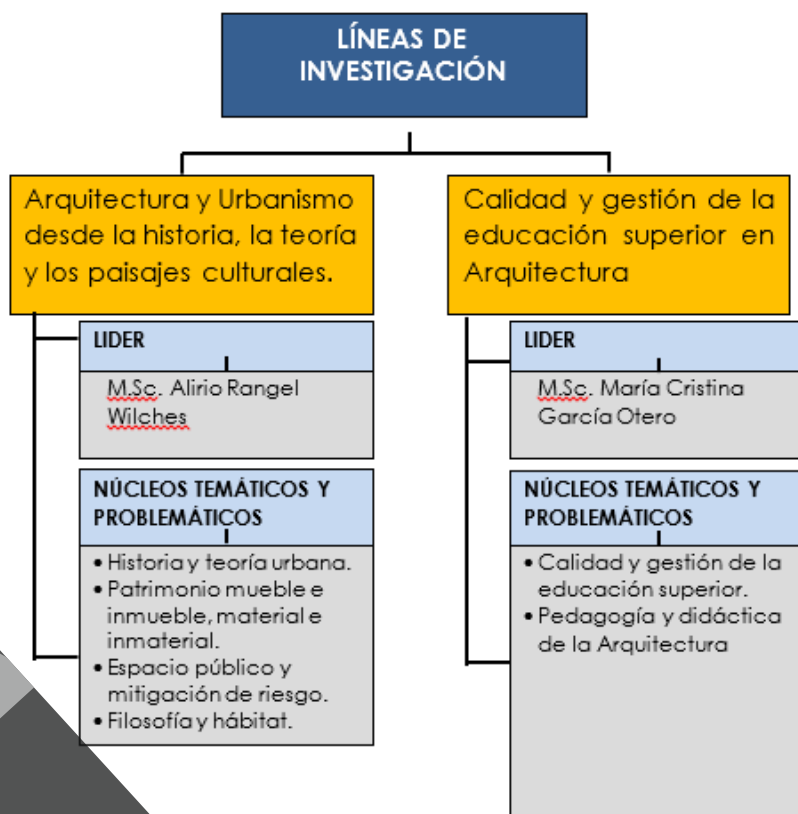 LÍNEAS DE
INVESTIGACIÓN
Arquitectura y Urbanismo
desde la historia, la teoría
y los paisajes culturales.
LIDER
M.Sc. Alirio Rangel
Wilches
NÚCLEOS TEMÁTICOS Y
PROBLEMÁTICOS
• Historia y teoría urbana.
• Patrimonio mueble e
inmueble, material e
inmaterial.
• Espacio público y
mitigación de riesgo.
• Filosofía y hábitat.
Calidad y gestión de la
educación superior en
Arquitectura
LIDER
M.Sc. María Cristina
García Otero
NÚCLEOS TEMÁTICOS Y
PROBLEMÁTICOS
• Calidad y gestión de la
educación superior.
• Pedagogía y didáctica
de la Arquitectura